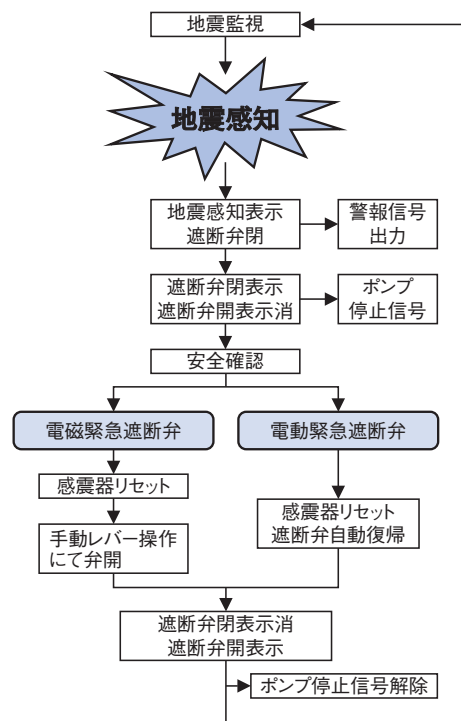 地震監視
地震感知
地震感知表示
遮断弁閉
警報信号
出力
遮断弁閉表示
遮断弁開表示消
ポンプ
停止信号
安全確認
電磁緊急遮断弁
電動緊急遮断弁
感震器リセット
手動レバー操作
にて弁開
感震器リセット
遮断弁自動復帰
遮断弁閉表示消
遮断弁開表示
ポンプ停止信号解除